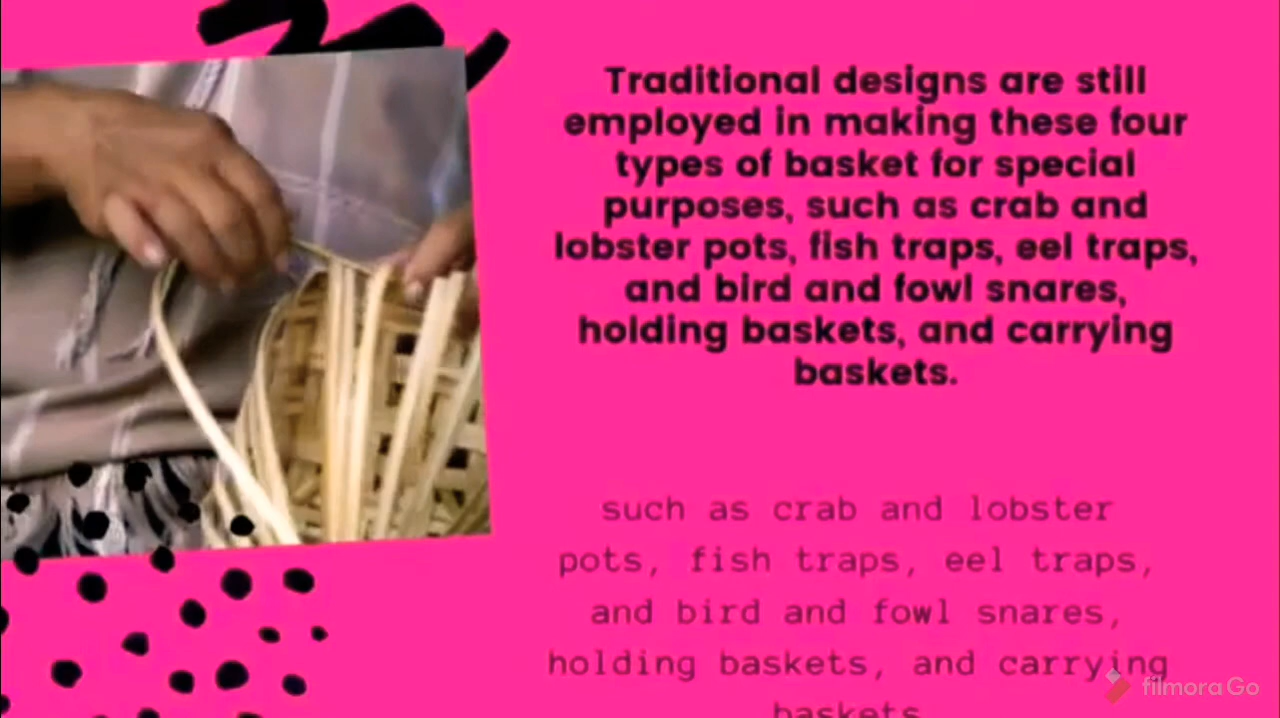 Traditional designs are still
employed in making these four
types of basket for special
purposes, such as crab and
lobster pots, fish traps, eel traps,
and bird and fowl snares,
holding baskets, and carrying
baskets.
such as crab and lobster
pots, fish traps, eel traps,
and bird and fowl snares,
holding baskets, and carrying
baskets
filmora Go